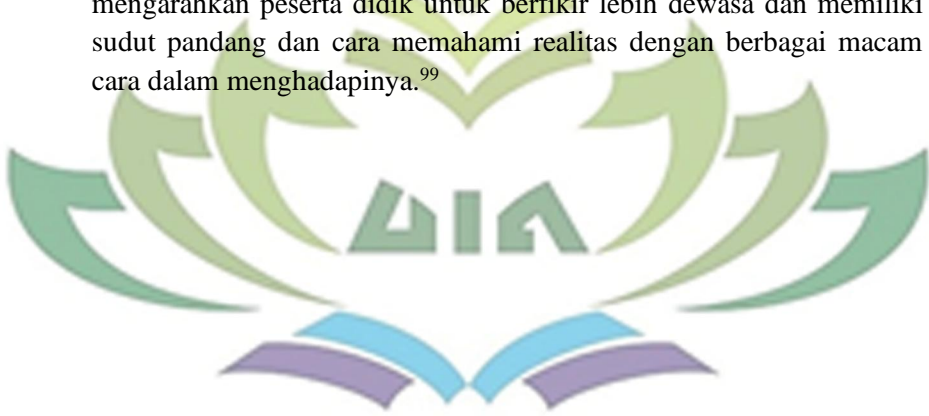 mengarahkan peserta didik untuk berfikir lebih dewasa dan memiliki
sudut pandang dan cara memahami realitas dengan berbagai macam
cara dalam menghadapinya.⁹⁹
UIN